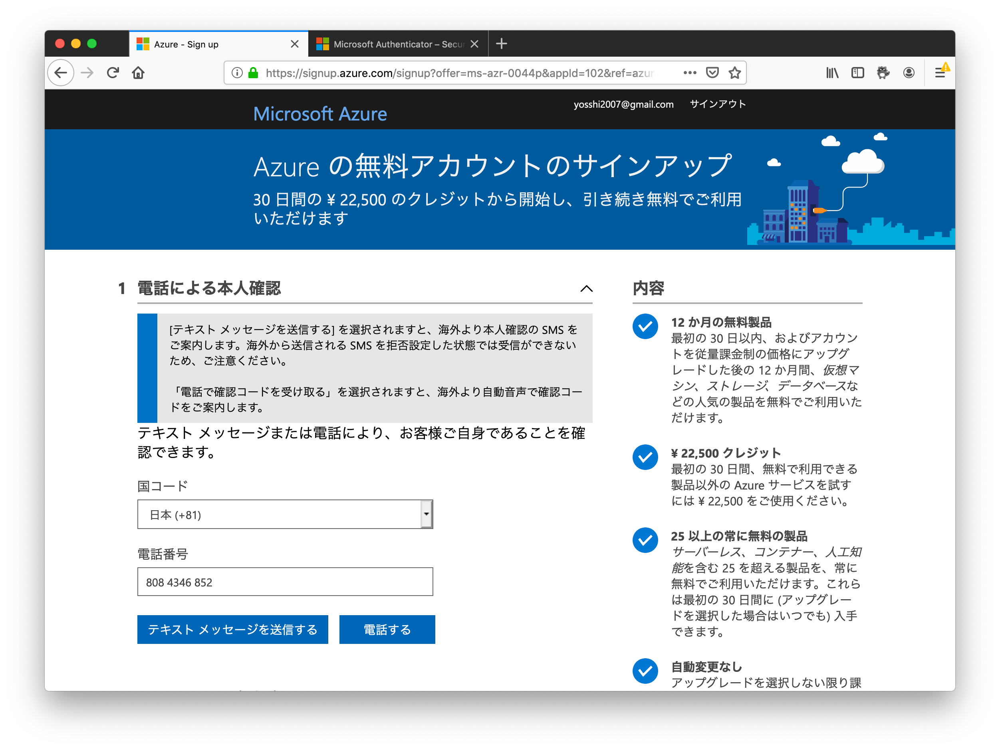 Azure - Sign up
Microsoft Authenticator – Secur
https://signup.azure.com/signup?offer=ms-azr-0044p&appId=102&ref=azur
yosshi2007@gmail.com サインアウト
Microsoft Azure
Azure の無料アカウントのサインアップ
30 日間の ¥ 22,500 のクレジットから開始し、引き続き無料でご利用
いただけます
1 電話による本人確認
[テキスト メッセージを送信する] を選択されますと、海外より本人確認の SMS を
ご案内します。海外から送信される SMS を拒否設定した状態では受信ができない
ため、ご注意ください。
「電話で確認コードを受け取る」を選択されますと、海外より自動音声で確認コー
ドをご案内します。
テキスト メッセージまたは電話により、お客様ご自身であることを確
認できます。
国コード
日本 (+81)
電話番号
808 4346 852
テキスト メッセージを送信する
電話する
内容
12 か月の無料製品
最初の 30 日以内、およびアカウン
トを従量課金制の価格にアップグ
レードした後の 12 か月間、仮想マ
シン、ストレージ、データベースな
どの人気の製品を無料でご利用いた
だけます。
¥ 22,500 クレジット
最初の 30 日間、無料で利用できる
製品以外の Azure サービスを試す
には ¥ 22,500 をご使用ください。
25 以上の常に無料の製品
サーバーレス、コンテナー、人工知
能を含む 25 を超える製品を、常に
無料でご利用いただけます。これら
は最初の 30 日間に (アップグレー
ドを選択した場合はいつでも) 入手
できます。
自動変更なし
アップグレードを選択しない限り課